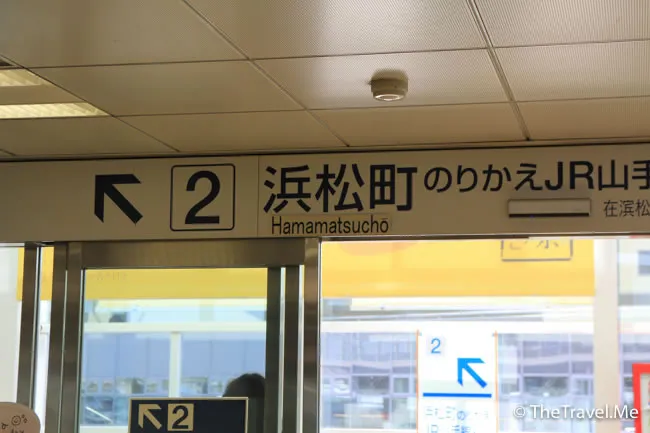 2 浜松町 のりかえJR山手
Hamamatsuchō
在浜松
2
2
© TheTravel.Me